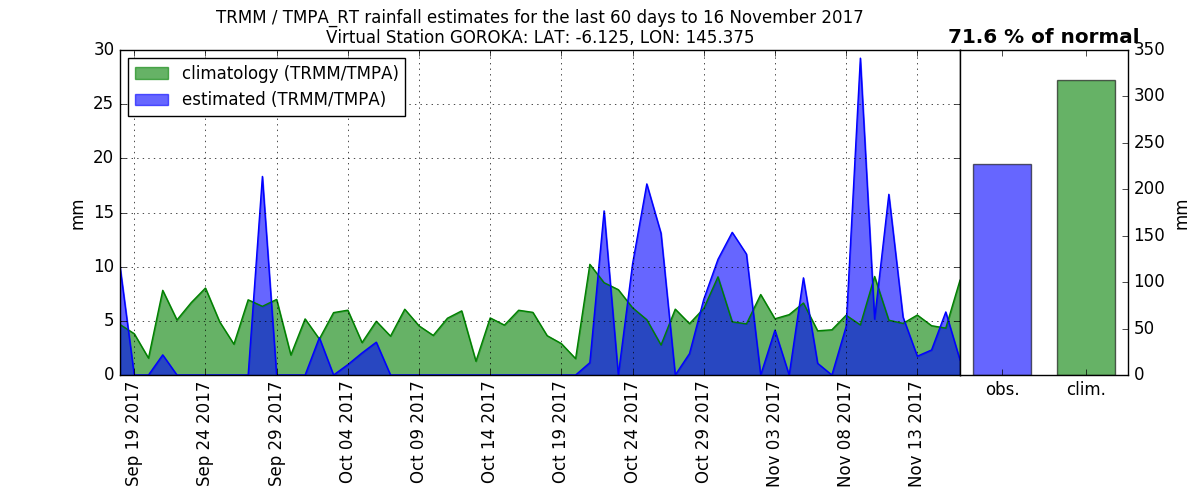 TRMM / TMPA_RT rainfall estimates for the last 60 days to 16 November 2017
Virtual Station GOROKA: LAT: -6.125, LON: 145.375
71.6 % of normal
climatology (TRMM/TMPA)
estimated (TRMM/TMPA)
30
25
20
15
10
5
0
mm
Sep 19 2017
Sep 24 2017
Sep 29 2017
Oct 04 2017
Oct 09 2017
Oct 14 2017
Oct 19 2017
Oct 24 2017
Oct 29 2017
Nov 03 2017
Nov 08 2017
Nov 13 2017
350
300
250
200
150
100
50
0
mm
obs.
clim.